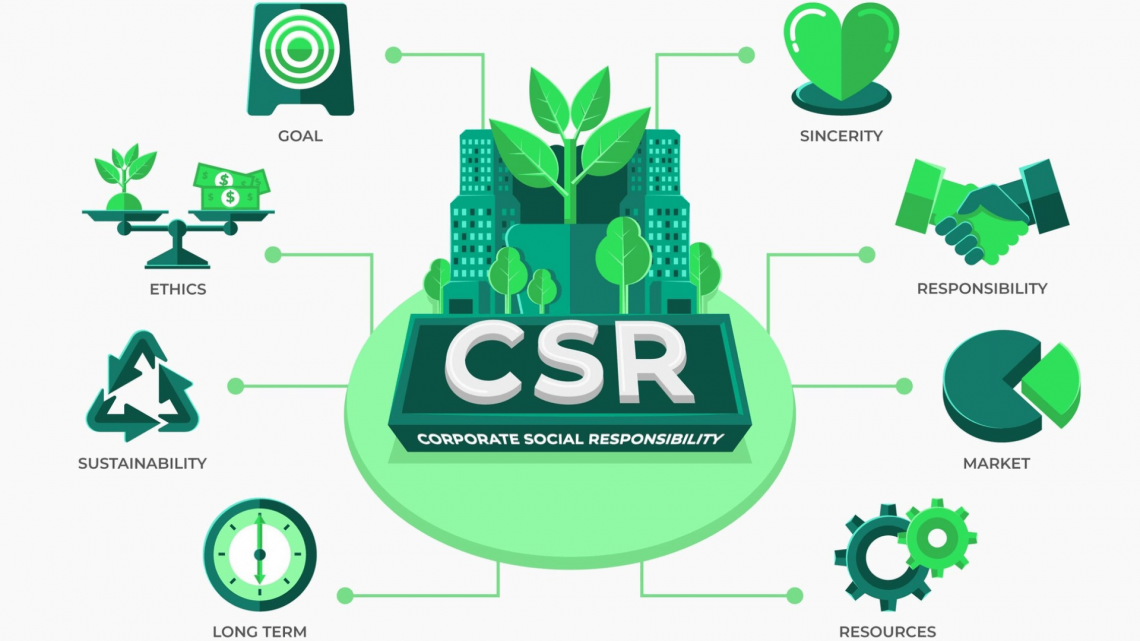 GOAL
SINCERITY
ETHICS
RESPONSIBILITY
CSR
CORPORATE SOCIAL RESPONSIBILITY
SUSTAINABILITY
MARKET
LONG TERM
RESOURCES
$
$
$
$